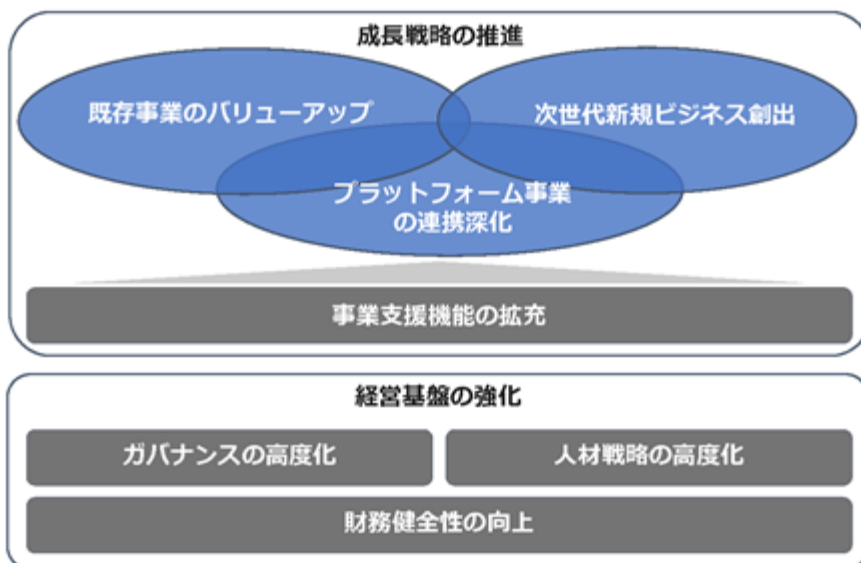 成長戦略の推進
既存事業のバリューアップ
次世代新規ビジネス創出
プラットフォーム事業
の連携深化
事業支援機能の拡充
経営基盤の強化
ガバナンスの高度化
人材戦略の高度化
財務健全性の向上